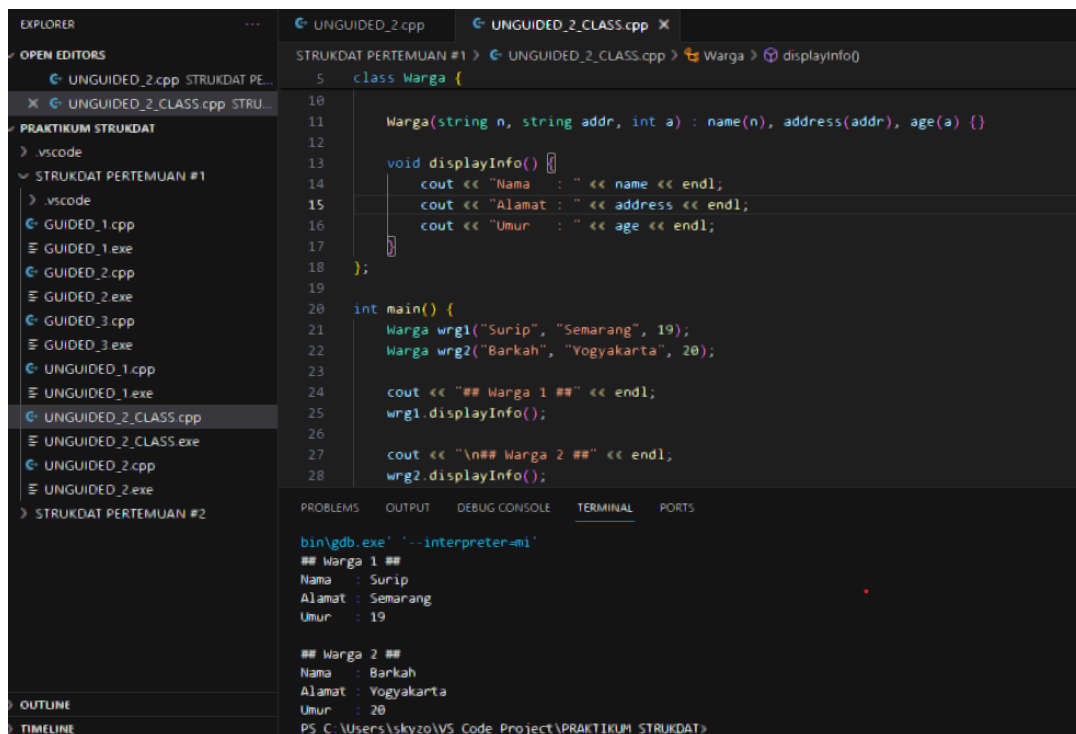 EXPLORER ...
OPEN EDITORS
UNGUIDED_2.cpp STRUKDAT PE...
UNGUIDED_2_CLASS.cpp STRU...
PRAKTIKUM STRUKDAT
.vscode
STRUKDAT PERTEMUAN #1
.vscode
GUIDED_1.cpp
GUIDED_1.exe
GUIDED_2.cpp
GUIDED_2.exe
GUIDED_3.cpp
GUIDED_3.exe
UNGUIDED_1.cpp
UNGUIDED_1.exe
UNGUIDED_2_CLASS.cpp
UNGUIDED_2_CLASS.exe
UNGUIDED_2.cpp
UNGUIDED_2.exe
STRUKDAT PERTEMUAN #2
OUTLINE
TIMELINE
UNGUIDED_2.cpp UNGUIDED_2_CLASS.cpp X
STRUKDAT PERTEMUAN #1 > UNGUIDED_2_CLASS.cpp > Warga > displayInfo()
5 class Warga {
10
11 Warga(string n, string addr, int a) : name(n), address(addr), age(a) {}
12
13 void displayInfo() {
14 cout << "Nama   : " << name << endl;
15 cout << "Alamat : " << address << endl;
16 cout << "Umur   : " << age << endl;
17 }
18 };
19
20 int main() {
21 Warga wrg1("Surip", "Semarang", 19);
22 Warga wrg2("Barkah", "Yogyakarta", 20);
23
24 cout << "## Warga 1 ##" << endl;
25 wrg1.displayInfo();
26
27 cout << "\n## Warga 2 ##" << endl;
28 wrg2.displayInfo();
PROBLEMS OUTPUT DEBUG CONSOLE TERMINAL PORTS
bin\gdb.exe' '--interpreter=mi'
## Warga 1 ##
Nama   : Surip
Alamat : Semarang
Umur   : 19
## Warga 2 ##
Nama   : Barkah
Alamat : Yogyakarta
Umur   : 20
PS C:\Users\skyzo\VS Code Project\PRAKTIKUM STRUKDAT>